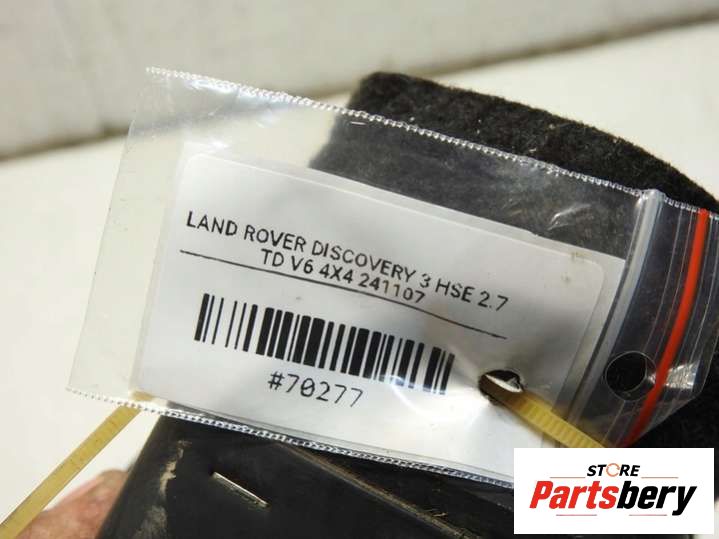 LAND ROVER DISCOVERY 3 HSE 2.7
TD V6 4X4 241107
#70277
STORE
Partsbery